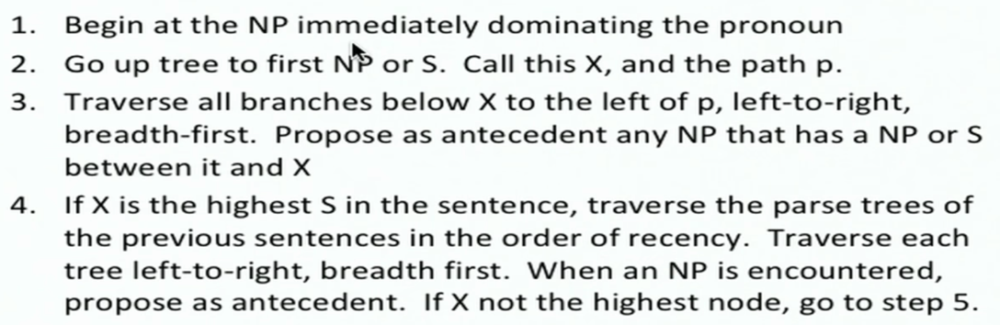 1. Begin at the NP immediately dominating the pronoun
2. Go up tree to first NP or S. Call this X, and the path p.
3. Traverse all branches below X to the left of p, left-to-right,
breadth-first. Propose as antecedent any NP that has a NP or S
between it and X
4. If X is the highest S in the sentence, traverse the parse trees of
the previous sentences in the order of recency. Traverse each
tree left-to-right, breadth first. When an NP is encountered,
propose as antecedent. If X not the highest node, go to step 5.